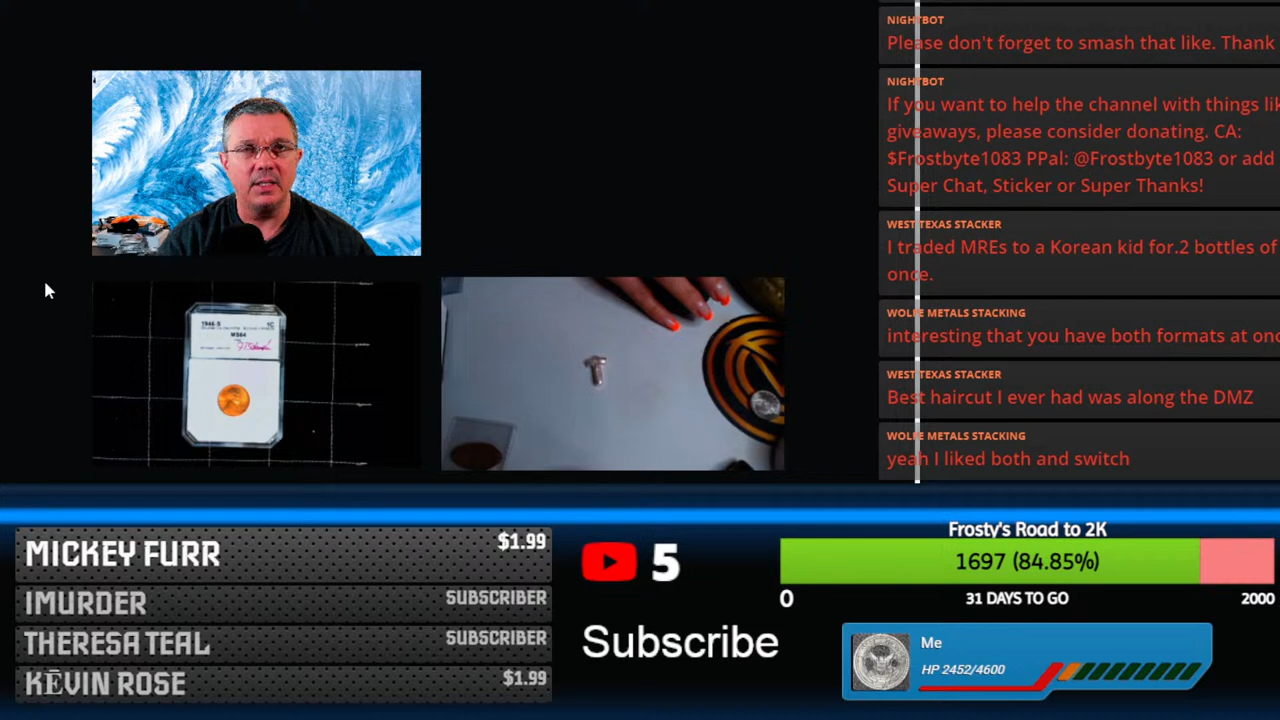 NIGHTBOT
Please don't forget to smash that like. Thank
NIGHTBOT
If you want to help the channel with things li
giveaways, please consider donating. CA:
$Frostbyte1083 PPal: @Frostbyte1083 or add
Super Chat, Sticker or Super Thanks!
WEST TEXAS STACKER
I traded MREs to a Korean kid for.2 bottles of
once.
WOLFE METALS STACKING
interesting that you have both formats at on
WEST TEXAS STACKER
Best haircut I ever had was along the DMZ
WOLFE METALS STACKING
yeah I liked both and switch
1946-S 1C
MS64
MICKEY FURR $1.99
IMURDER SUBSCRIBER
THERESA TEAL SUBSCRIBER
KEVIN ROSE $1.99
5
Subscribe
Frosty's Road to 2K
1697 (84.85%)
0 31 DAYS TO GO 2000
Me
HP 2452/4600